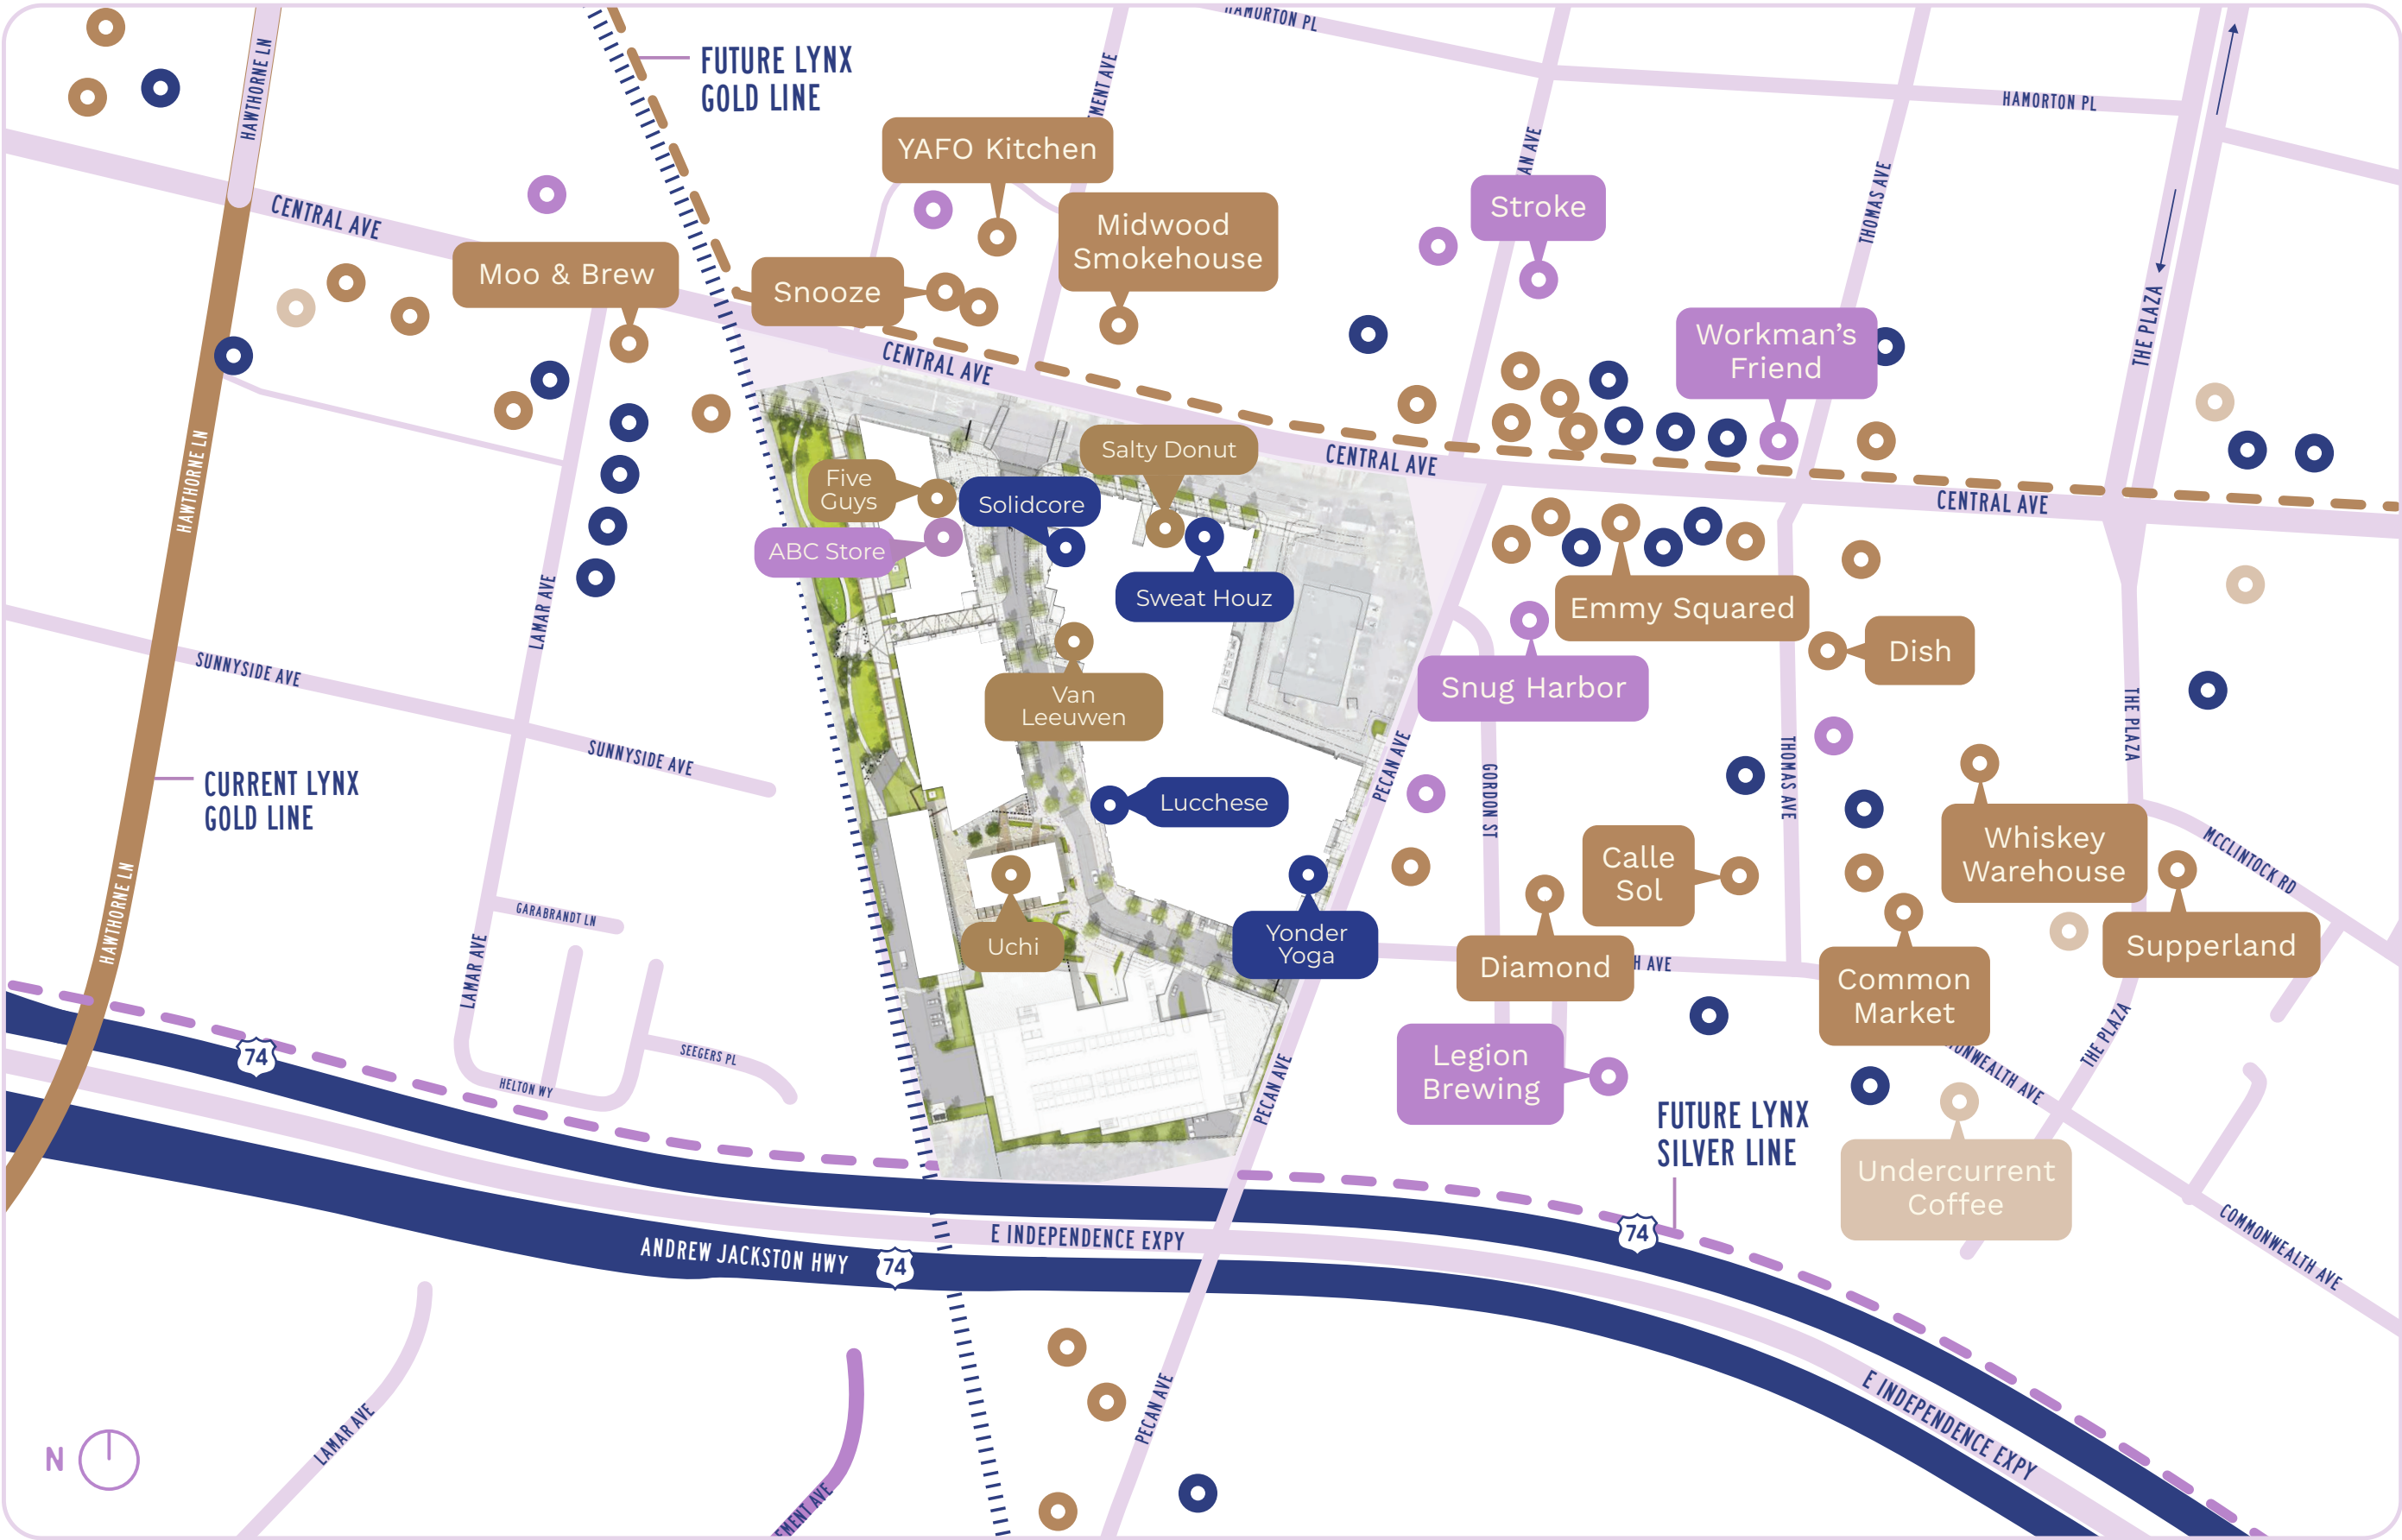 HAMORTON PL
HAWTHORNE LN
FUTURE LYNX
GOLD LINE
HAMORTON PL
YAFO Kitchen
THOMAS AVE
CENTRAL AVE
Stroke
Midwood
Smokehouse
Moo & Brew
Snooze
THE PLAZA
Workman's
Friend
CENTRAL AVE
CENTRAL AVE
Salty Donut
HAWTHORNE LN
Five
Guys
Solidcore
CENTRAL AVE
ABC Store
Sweat Houz
Emmy Squared
LAMAR AVE
Dish
SUNNYSIDE AVE
Snug Harbor
Van
Leeuwen
THE PLAZA
SUNNYSIDE AVE
PECAN AVE
THOMAS AVE
GORDON ST
CURRENT LYNX
GOLD LINE
Lucchese
Whiskey
Warehouse
MCCLINTOCK RD
Calle
Sol
HAWTHORNE LN
GARABRANDT LN
Uchi
Yonder
Yoga
Supperland
Diamond
H AVE
Common
Market
LAMAR AVE
THE PLAZA
74
SEEGERS PL
HELTON WY
PECAN AVE
Legion
Brewing
ONWEALTH AVE
FUTURE LYNX
SILVER LINE
Undercurrent
Coffee
74
E INDEPENDENCE EXPY
ANDREW JACKSTON HWY
74
COMMONWEALTH AVE
PECAN AVE
E INDEPENDENCE EXPY
LAMAR AVE
N
EMENT AVE